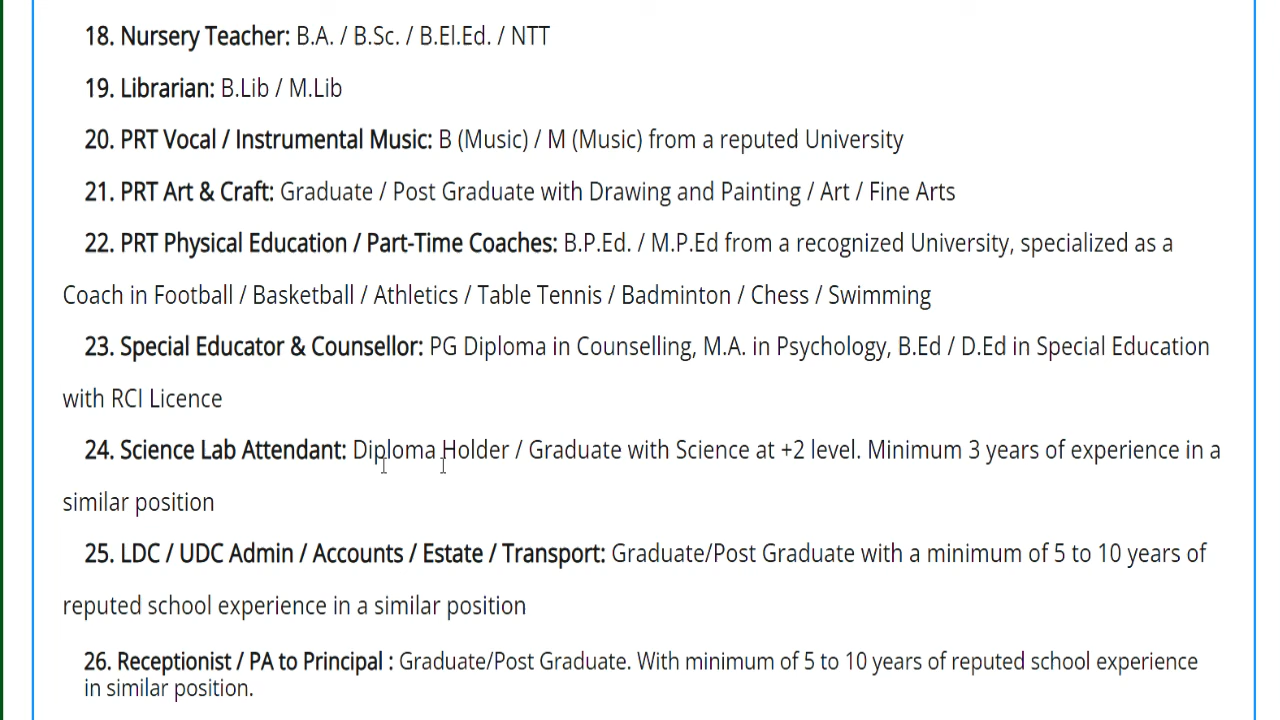 18. Nursery Teacher: B.A. / B.Sc. / B.El.Ed. / NTT
19. Librarian: B.Lib / M.Lib
20. PRT Vocal / Instrumental Music: B (Music) / M (Music) from a reputed University
21. PRT Art & Craft: Graduate / Post Graduate with Drawing and Painting / Art / Fine Arts
22. PRT Physical Education / Part-Time Coaches: B.P.Ed. / M.P.Ed from a recognized University, specialized as a
Coach in Football / Basketball / Athletics / Table Tennis / Badminton / Chess / Swimming
23. Special Educator & Counsellor: PG Diploma in Counselling, M.A. in Psychology, B.Ed / D.Ed in Special Education
with RCI Licence
24. Science Lab Attendant: Diploma Holder / Graduate with Science at +2 level. Minimum 3 years of experience in a
similar position
25. LDC / UDC Admin / Accounts / Estate / Transport: Graduate/Post Graduate with a minimum of 5 to 10 years of
reputed school experience in a similar position
26. Receptionist / PA to Principal : Graduate/Post Graduate. With minimum of 5 to 10 years of reputed school experience
in similar position.